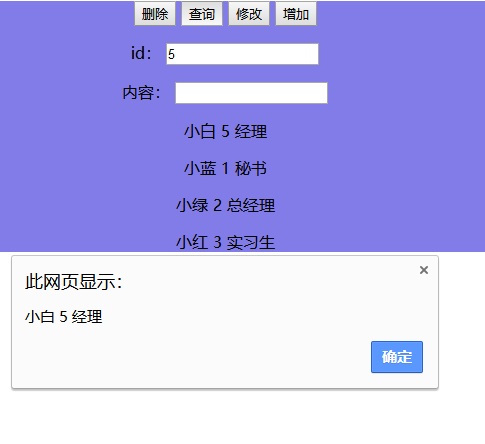 删除 查询 修改 增加
id： 5
内容：
小白 5 经理
小蓝 1 秘书
小绿 2 总经理
小红 3 实习生
此网页显示：
小白 5 经理
确定